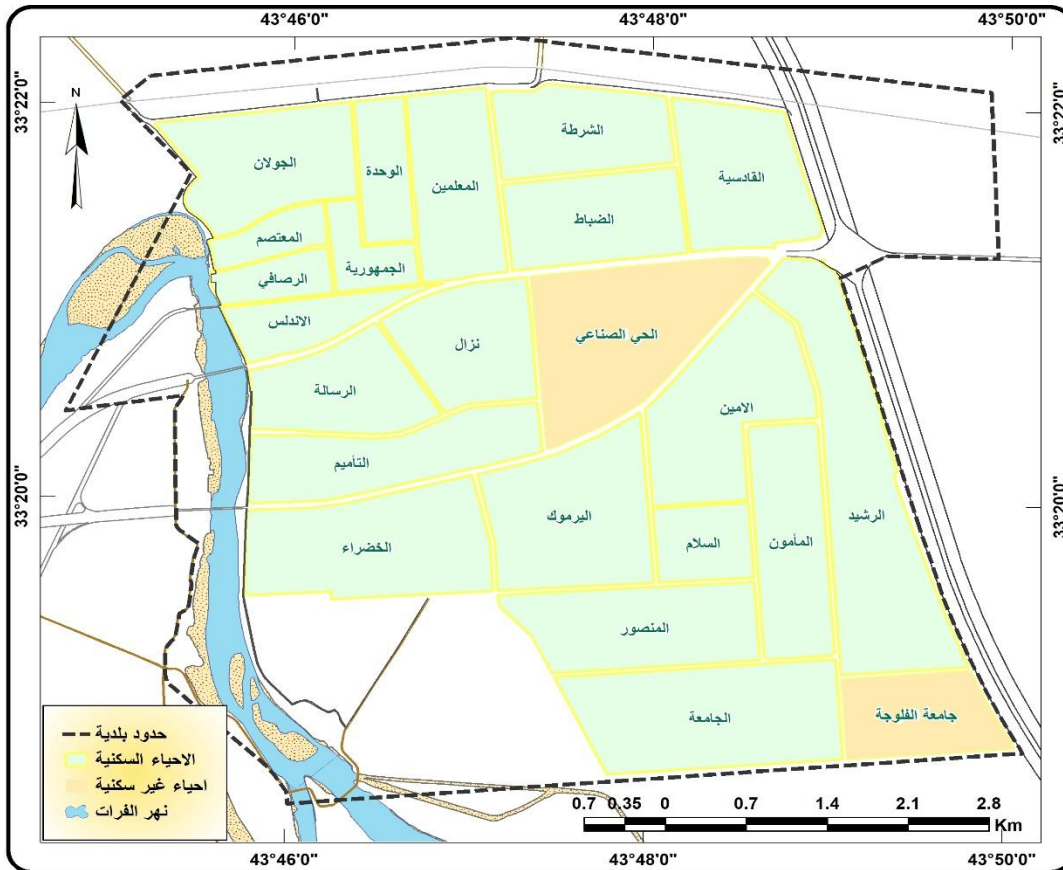 43°46'0"
43°48'0"
43°50'0"
33°22'0"
33°22'0"
N
الشرطة
الجولان
الوحدة
المعلمين
القادسية
الضباط
المعتصم
الجمهورية
الرصافي
الاندلس
الحي الصناعي
نزال
الرسالة
الامين
التأميم
33°20'0"
33°20'0"
اليرموك
الرشيد
السلام
المأمون
الخضراء
المنصور
الجامعة
جامعة الفلوجة
حدود بلدية
الاحياء السكنية
احياء غير سكنية
نهر الفرات
0.7 0.35 0 0.7 1.4 2.1 2.8
Km
43°46'0"
43°48'0"
43°50'0"